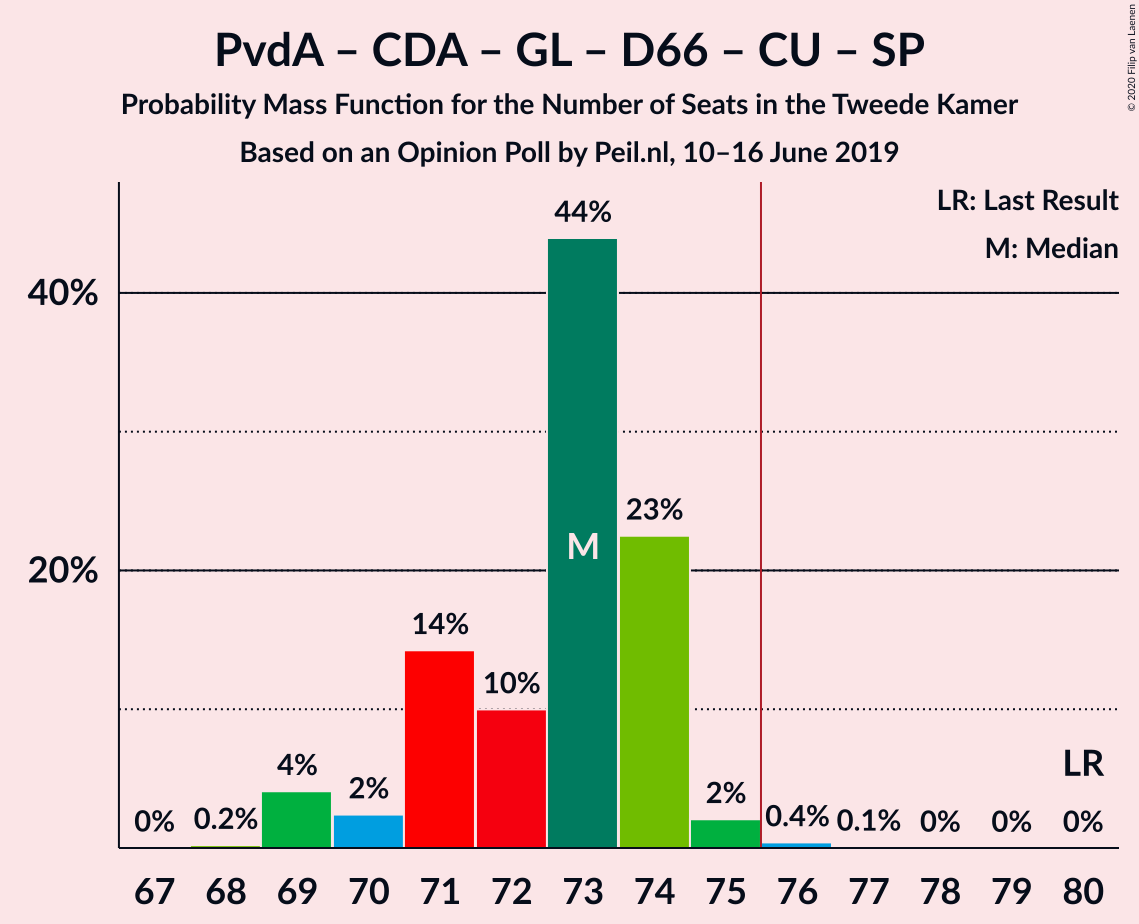 PvdA – CDA – GL – D66 – CU – SP
Probability Mass Function for the Number of Seats in the Tweede Kamer
Based on an Opinion Poll by Peil.nl, 10–16 June 2019
© 2020 Filip van Laenen
LR: Last Result
M: Median
40%
20%
44%
23%
M
14%
10%
4%
2%
2%
LR
0%
0.2%
0.4%
0.1%
0%
0%
0%
67 68 69 70 71 72 73 74 75 76 77 78 79 80